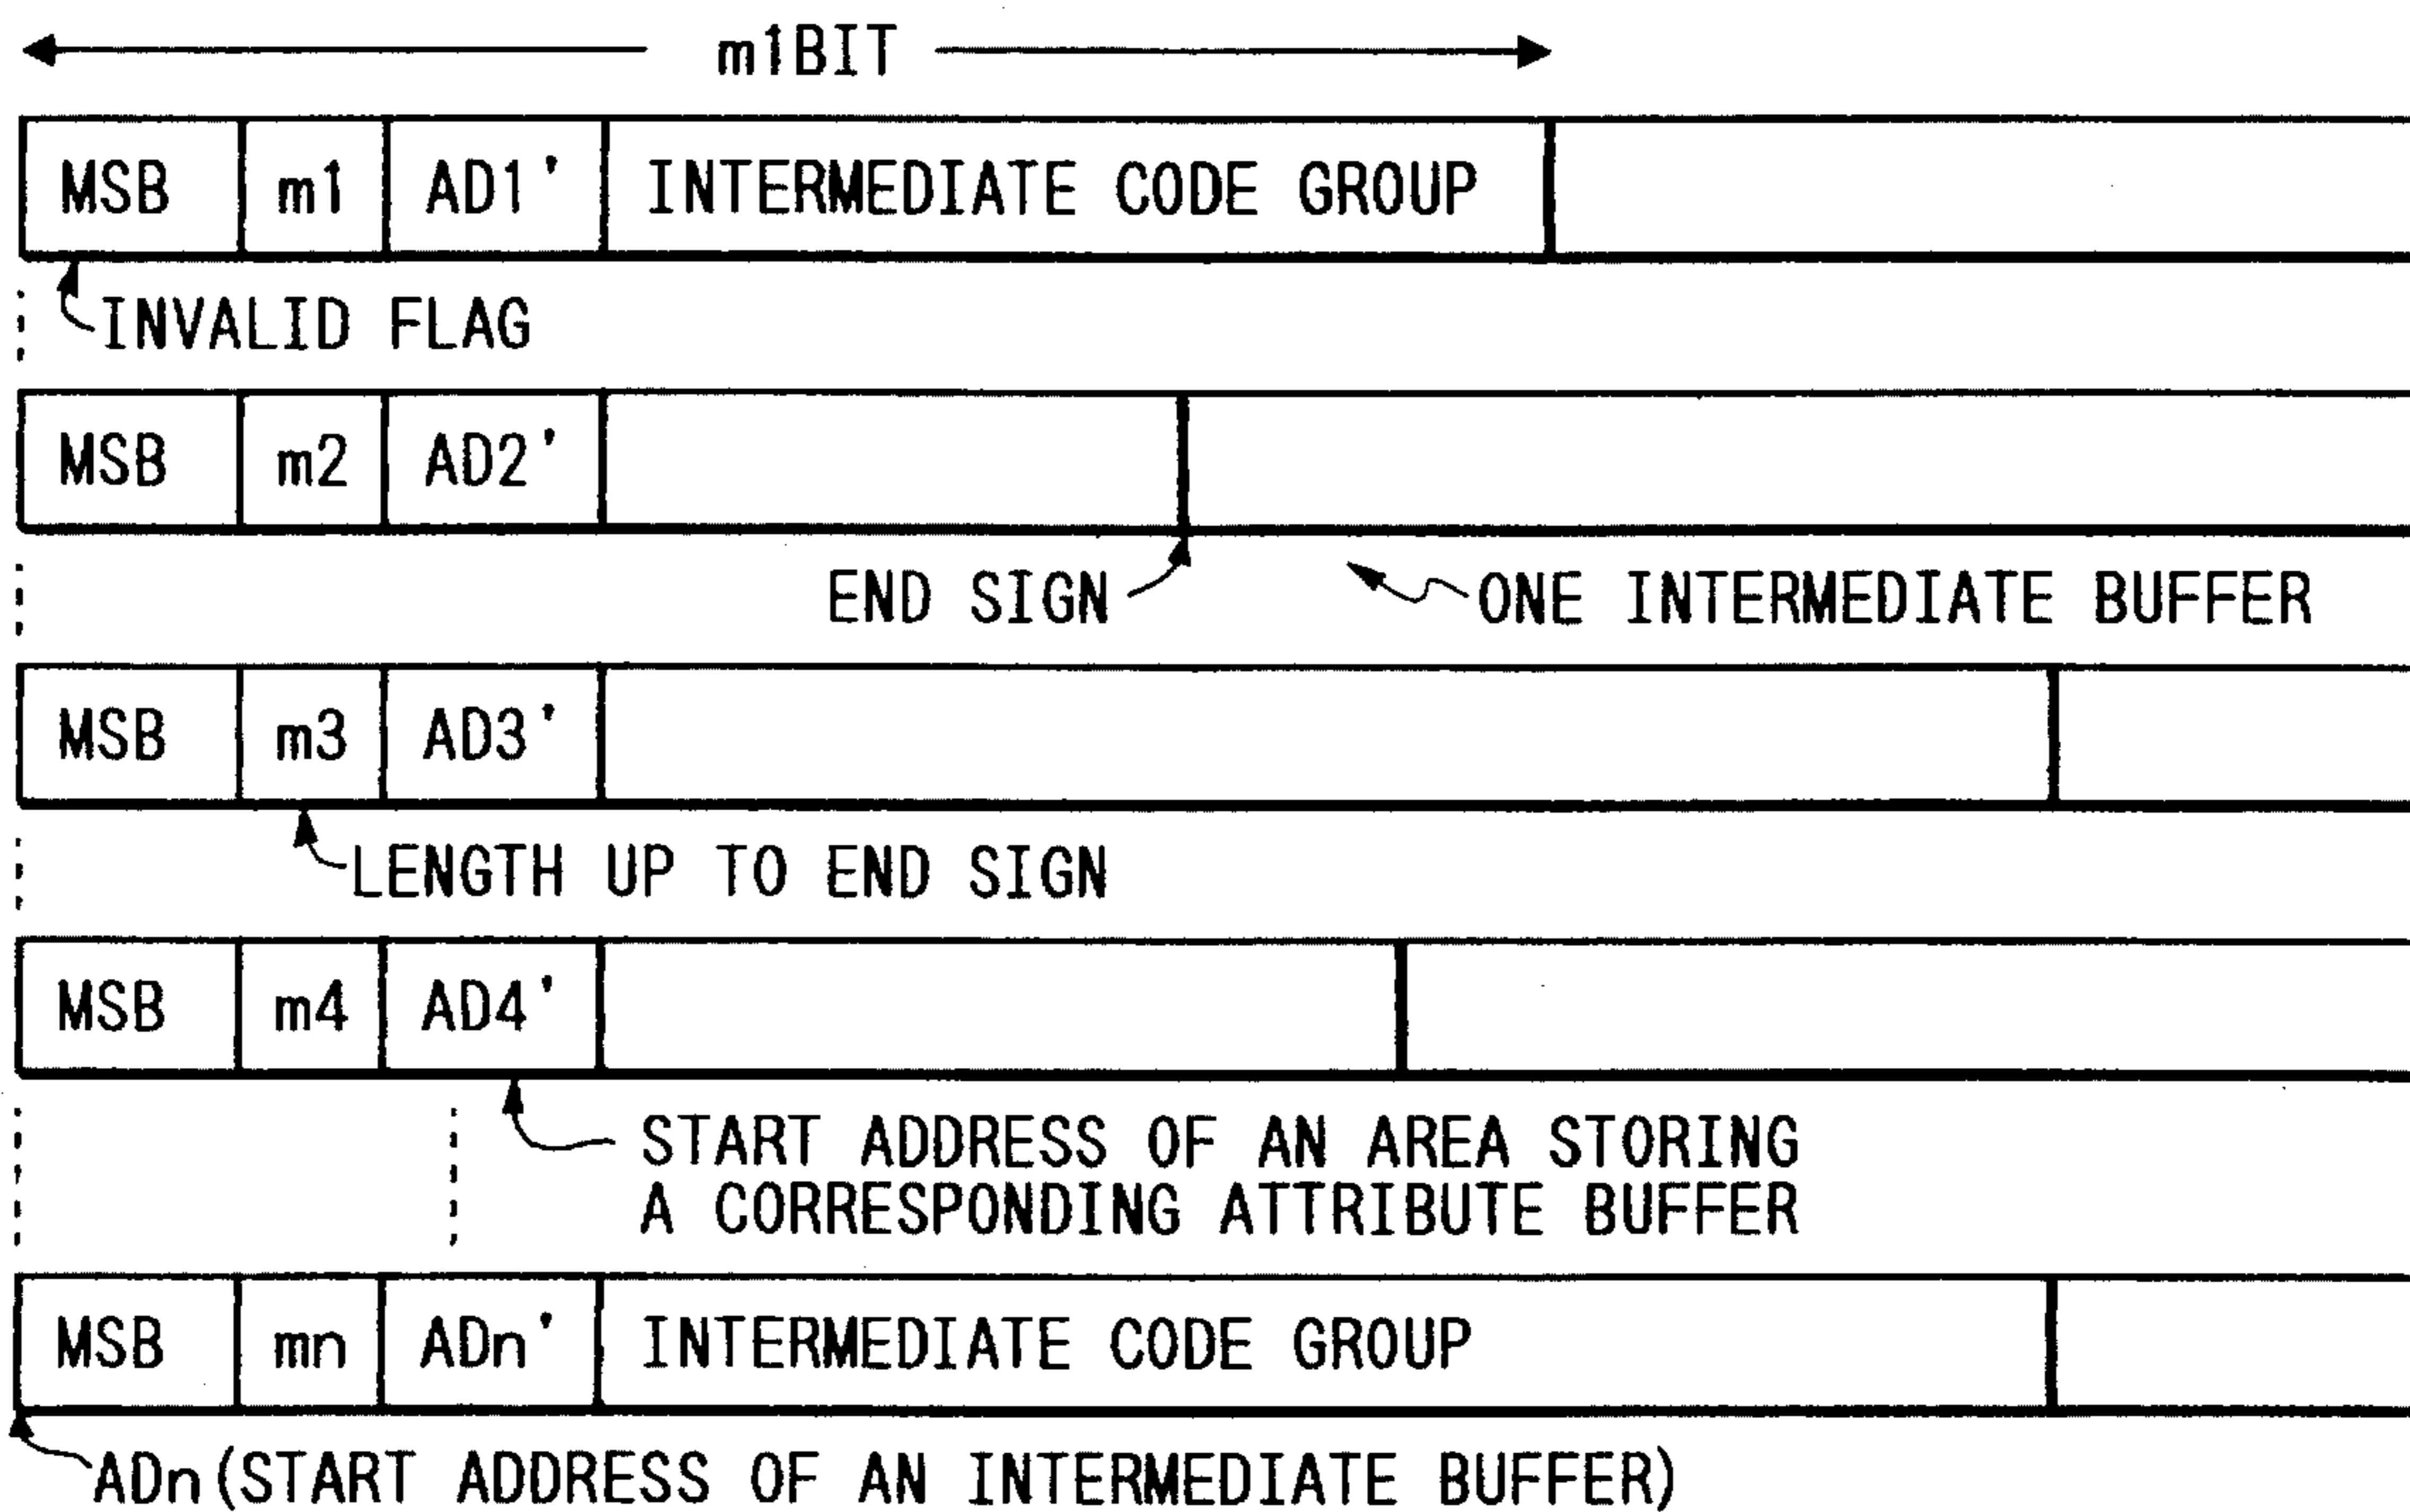 m1BIT
MSB m1 AD1' INTERMEDIATE CODE GROUP
INVALID FLAG
MSB m2 AD2'
END SIGN ONE INTERMEDIATE BUFFER
MSB m3 AD3'
LENGTH UP TO END SIGN
MSB m4 AD4'
START ADDRESS OF AN AREA STORING
A CORRESPONDING ATTRIBUTE BUFFER
MSB mn ADn' INTERMEDIATE CODE GROUP
ADn(START ADDRESS OF AN INTERMEDIATE BUFFER)